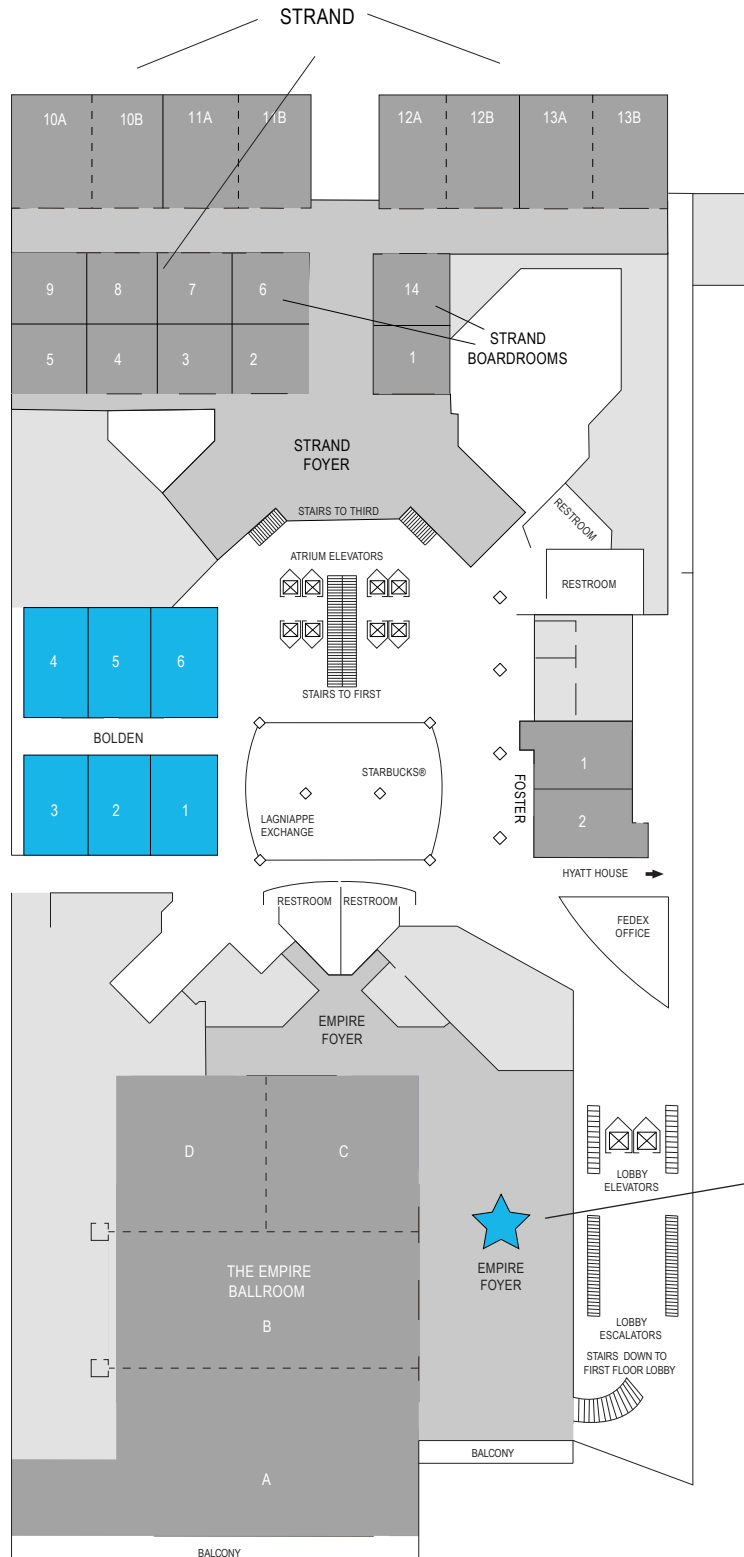 STRAND
10A
10B
11A
11B
12A
12B
13A
13B
9
8
7
6
14
5
4
3
2
1
STRAND
BOARDROOMS
STRAND
FOYER
STAIRS TO THIRD
RESTROOM
ATRIUM ELEVATORS
RESTROOM
4
5
6
STAIRS TO FIRST
BOLDEN
3
2
1
STARBUCKS®
LAGNIAPPE
EXCHANGE
FOSTER
1
2
HYATT HOUSE
RESTROOM
RESTROOM
FEDEX
OFFICE
EMPIRE
FOYER
D
C
LOBBY
ELEVATORS
THE EMPIRE
BALLROOM
B
EMPIRE
FOYER
LOBBY
ESCALATORS
STAIRS DOWN TO
FIRST FLOOR LOBBY
BALCONY
A
BALCONY